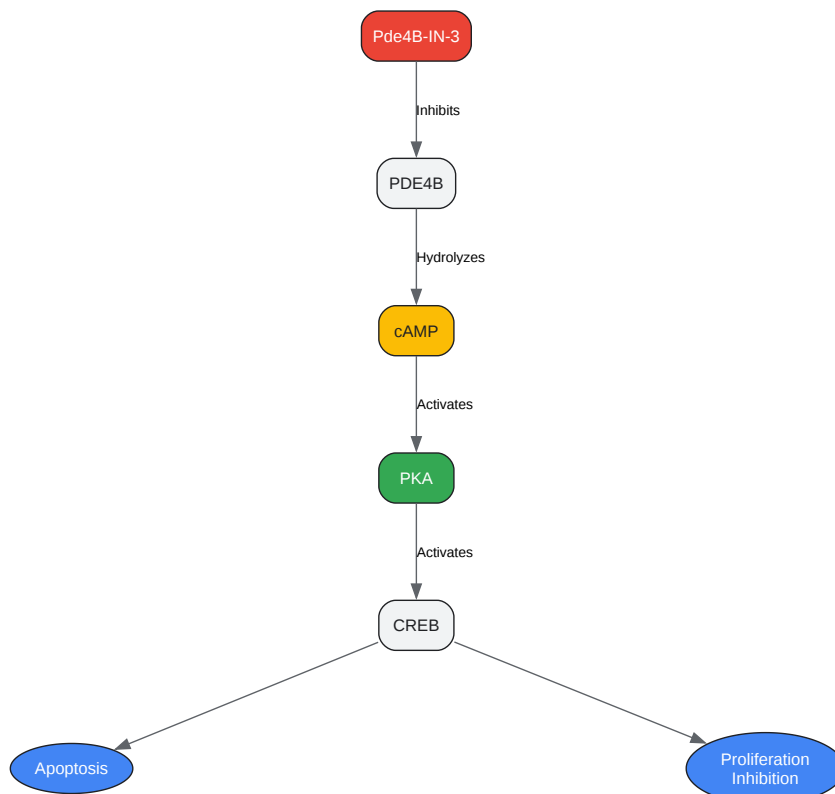 Pde4B-IN-3
Inhibits
PDE4B
Hydrolyzes
cAMP
Activates
PKA
Activates
CREB
Apoptosis
Proliferation
Inhibition